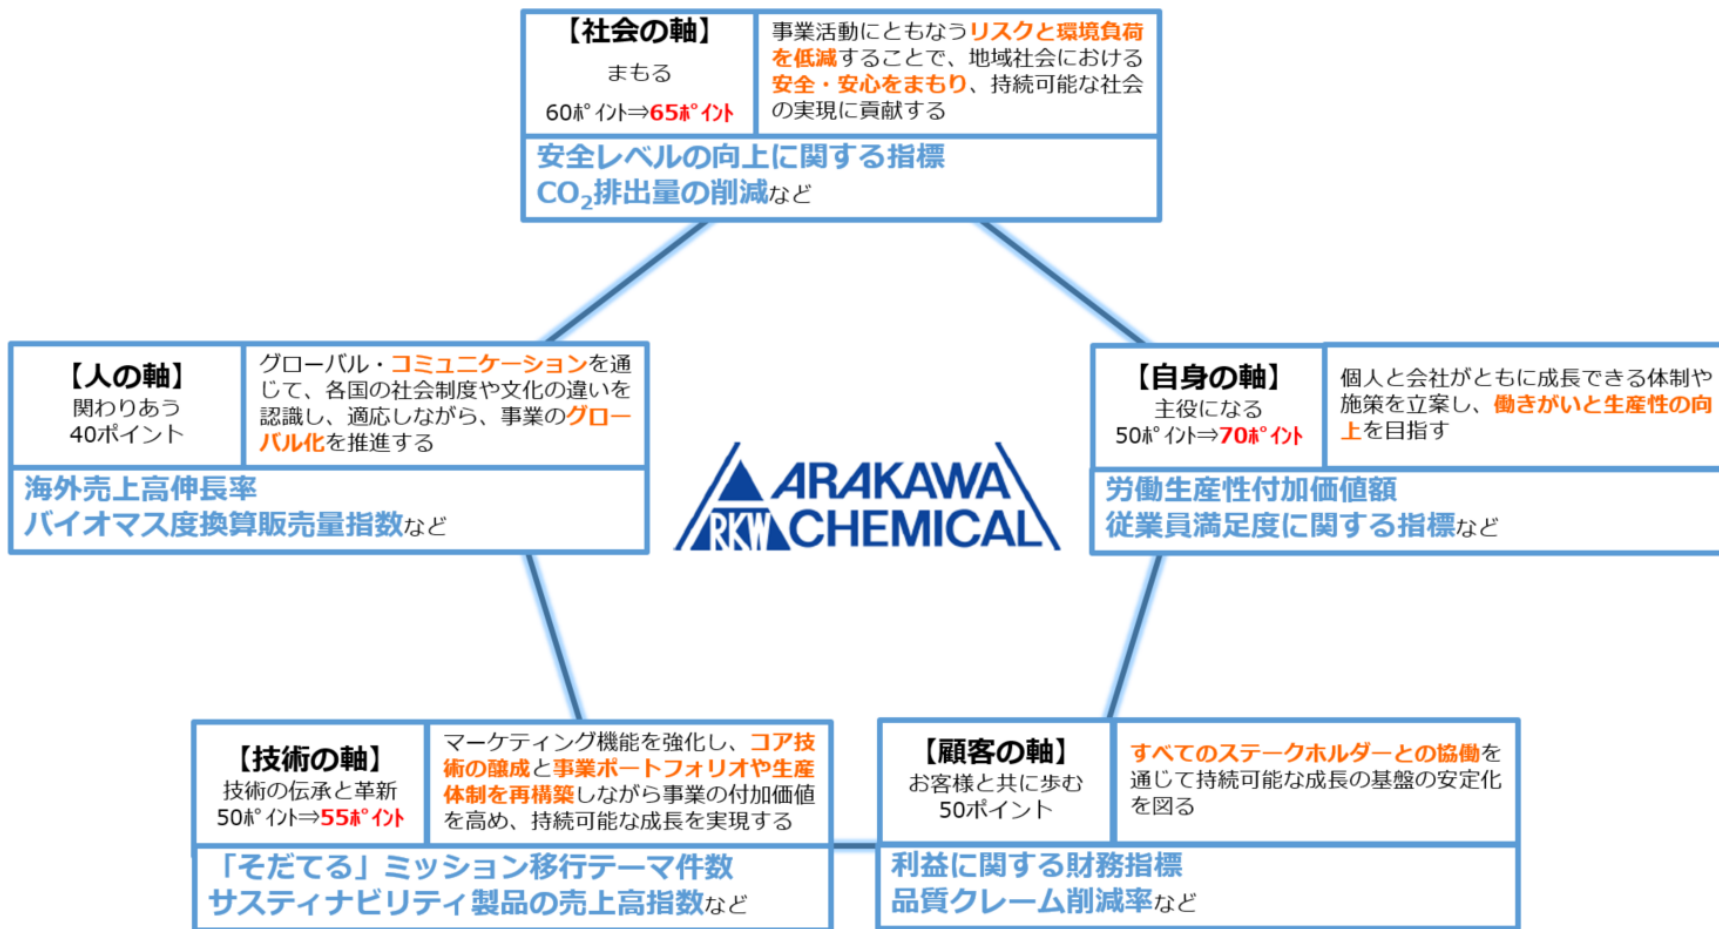 【社会の軸】
まもる
60ポイント⇒65ポイント
事業活動にともなうリスクと環境負荷
を低減することで、地域社会における
安全・安心をまもり、持続可能な社会
の実現に貢献する
安全レベルの向上に関する指標
CO₂排出量の削減など
【人の軸】
関わりあう
40ポイント
グローバル・コミュニケーションを通
じて、各国の社会制度や文化の違いを
認識し、適応しながら、事業のグロー
バル化を推進する
海外売上高伸長率
バイオマス度換算販売量指数など
RKW
ARAKAWA
CHEMICAL
【自身の軸】
主役になる
50ポイント⇒70ポイント
個人と会社がともに成長できる体制や
施策を立案し、働きがいと生産性の向
上を目指す
労働生産性付加価値額
従業員満足度に関する指標など
【技術の軸】
技術の伝承と革新
50ポイント⇒55ポイント
マーケティング機能を強化し、コア技
術の醸成と事業ポートフォリオや生産
体制を再構築しながら事業の付加価値
を高め、持続可能な成長を実現する
「そだてる」ミッション移行テーマ件数
サスティナビリティ製品の売上高指数など
【顧客の軸】
お客様と共に歩む
50ポイント
すべてのステークホルダーとの協働を
通じて持続可能な成長の基盤の安定化
を図る
利益に関する財務指標
品質クレーム削減率など